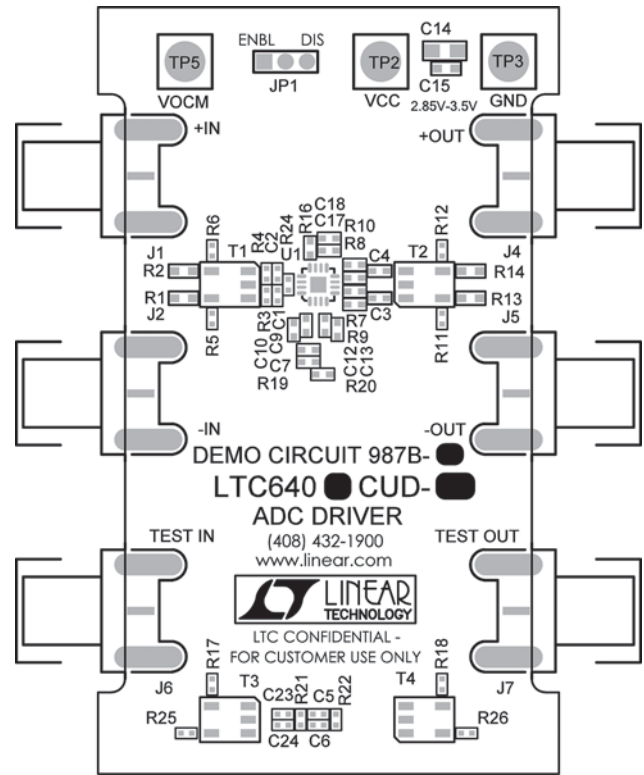 ENBL DIS
C14
TP5
TP2
TP3
JP1
C15
VOCM
VCC
2.85V-3.5V
GND
+IN
+OUT
R6
R4
C2
R24
R16
C18
C17
R10
R8
R12
J1
T1
U1
C4
T2
J4
R2
R14
R1
R13
J2
R5
R3
C1
C3
J5
R7
R9
R11
C10
C9
C7
C12
C13
R19
R20
-IN
-OUT
DEMO CIRCUIT 987B-
LTC640 CUD-
ADC DRIVER
TEST IN
(408) 432-1900
TEST OUT
www.linear.com
LINEAR
TECHNOLOGY
LTC CONFIDENTIAL -
FOR CUSTOMER USE ONLY
R17
R18
J6
T3
T4
J7
C23
R21
C5
R22
R25
C24
C6
R26